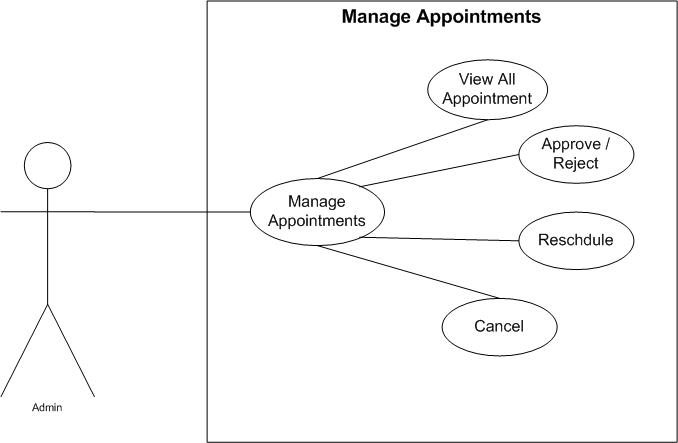 Manage Appointments
View All
Appointment
Approve /
Reject
Manage
Appointments
Reschdule
Cancel
Admin